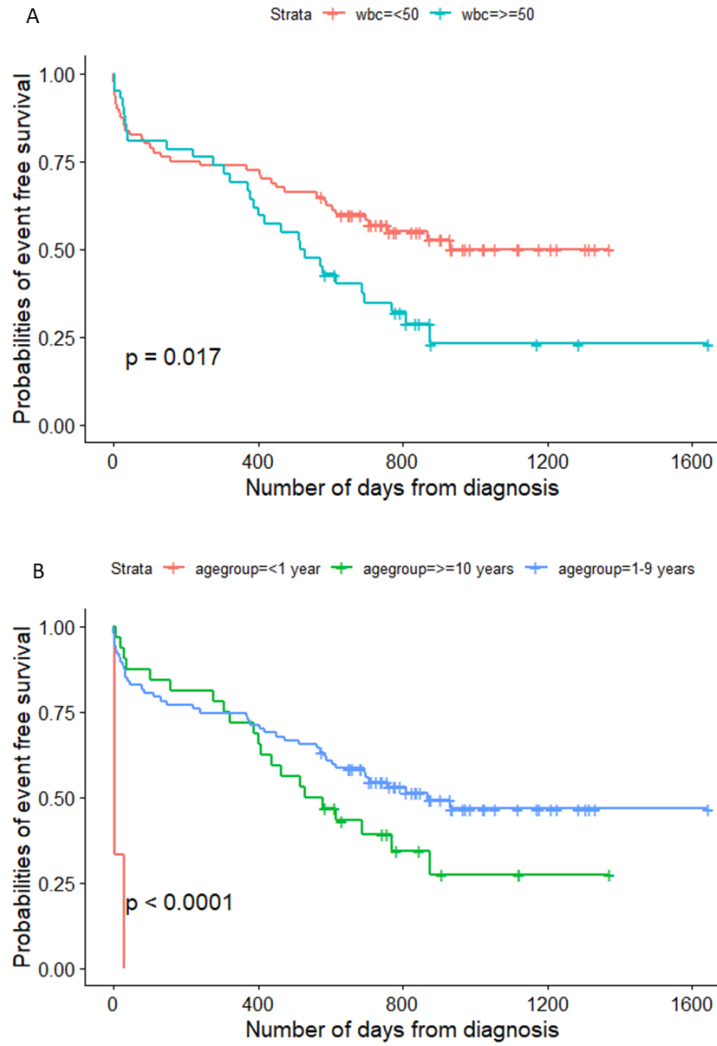 A
Strata wbc=<50 wbc=>=50
Probabilities of event free survival
1.00
0.75
0.50
0.25
0.00
p = 0.017
0 400 800 1200 1600
Number of days from diagnosis
B
Strata agegroup=<1 year agegroup=>=10 years agegroup=1-9 years
Probabilities of event free survival
1.00
0.75
0.50
0.25
0.00
p < 0.0001
0 400 800 1200 1600
Number of days from diagnosis